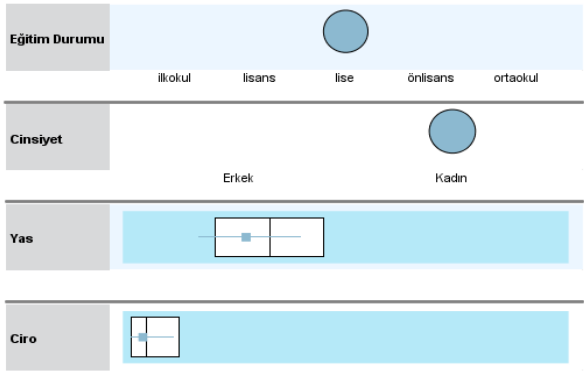 Eğitim Durumu
ilkokul lisans lise önlisans ortaokul
Cinsiyet
Erkek Kadın
Yas
Ciro